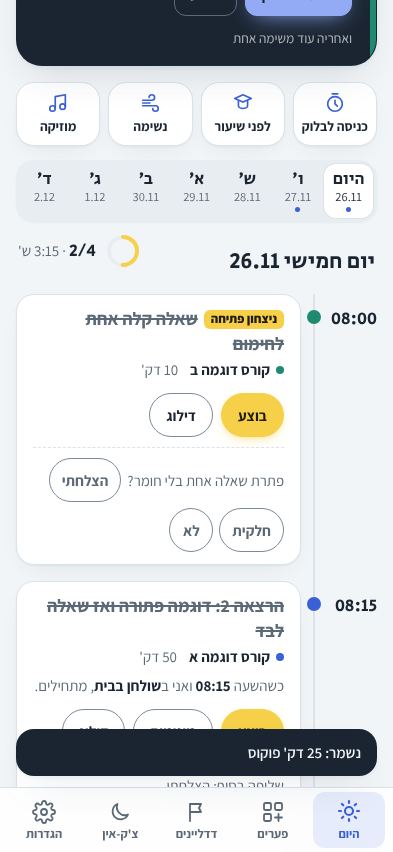 ואחריה עוד משימה אחת
כניסה לבלוק
לפני שיעור
נשימה
מוזיקה
היום
26.11
ו׳
27.11
ש׳
28.11
א׳
29.11
ב׳
30.11
ג׳
1.12
ד׳
2.12
יום חמישי 26.11
2/4 · 3:15 ש'
08:00
ניצחון פתיחה שאלה קלה אחת
לחימום
קורס דוגמה ב 10 דק'
בוצע
דילוג
פתרת שאלה אחת בלי חומר? הצלחתי
חלקית
לא
08:15
הרצאה 2: דוגמה פתורה ואז שאלה
לבד
קורס דוגמה א 50 דק'
כשהשעה 08:15 ואני בשולחן בבית, מתחילים.
נשמר: 25 דק' פוקוס
היום
פערים
דדליינים
צ'ק-אין
הגדרות